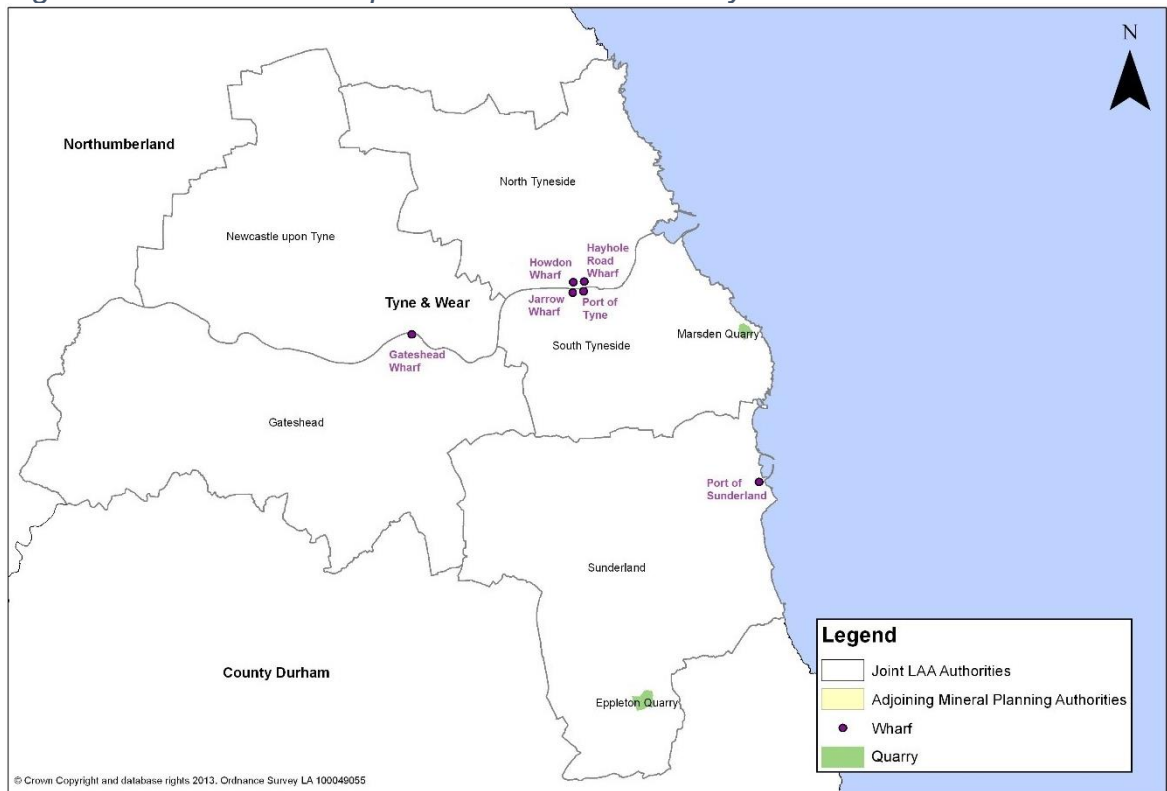 N
Northumberland
North Tyneside
Newcastle upon Tyne
Howdon
Wharf
Hayhole
Road
Wharf
Tyne & Wear
Jarrow
Wharf
Port of
Tyne
Marsden Quarry
South Tyneside
Gateshead
Wharf
Gateshead
Port of
Sunderland
Sunderland
County Durham
Eppleton Quarry
Legend
Joint LAA Authorities
Adjoining Mineral Planning Authorities
Wharf
Quarry
© Crown Copyright and database rights 2013. Ordnance Survey LA 100049055